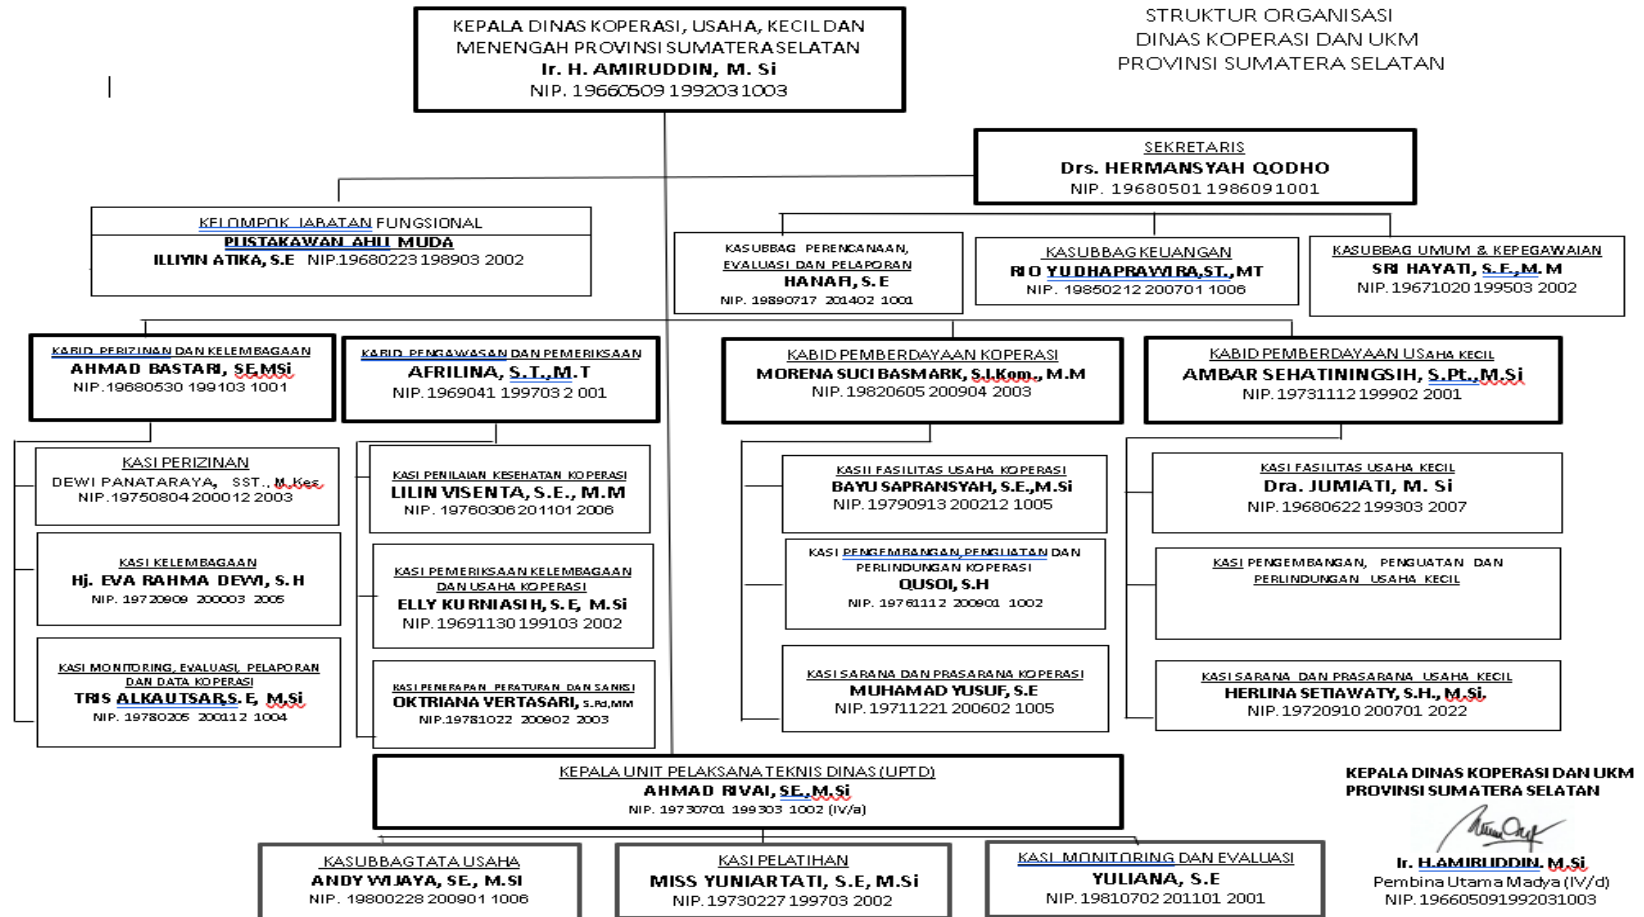 STRUKTUR ORGANISASI
DINAS KOPERASI DAN UKM
PROVINSI SUMATERA SELATAN
KEPALA DINAS KOPERASI, USAHA, KECIL DAN
MENENGAH PROVINSI SUMATERA SELATAN
Ir. H. AMIRUDDIN, M. Si
NIP. 19660509 199203 1003
SEKRETARIS
Drs. HERMANSYAH QODHO
NIP. 19680501 198609 1001
KELOMPOK JABATAN FUNGSIONAL
PUSTAKAWAN AHLI MUDA
ILLIYIN ATIKA, S.E NIP.19680223 198903 2002
KASUBBAG PERENCANAAN,
EVALUASI DAN PELAPORAN
HANAFI, S.E
NIP. 19890717 201402 1001
KASUBBAG KEUANGAN
RIO YUDHAPRAWIRA,ST.,MT
NIP. 19850212 200701 1006
KASUBBAG UMUM & KEPEGAWAIAN
SRI HAYATI, S.E.,M.M
NIP.19671020 199503 2002
KABID PERIZINAN DAN KELEMBAGAAN
AHMAD BASTARI, SE,MSi
NIP.19680530 199103 1001
KABID PENGAWASAN DAN PEMERIKSAAN
AFRILINA, S.T.,M.T
NIP.1969041 199703 2 001
KABID PEMBERDAYAAN KOPERASI
MORENA SUCI BASMARK, S.I.Kom., M.M
NIP.19820605 200904 2003
KABID PEMBERDAYAAN USAHA KECIL
AMBAR SEHATININGSIH, S.Pt.,M.Si
NIP.19731112 199902 2001
KASI PERIZINAN
DEWI PANATARAYA, SST., M.Kes
NIP.19750804 200012 2003
KASI KELEMBAGAAN
Hj. EVA RAHMA DEWI, S.H
NIP. 19720909 200003 2005
KASI MONITORING, EVALUASI, PELAPORAN
DAN DATA KOPERASI
TRIS ALKAUTSAR,S.E, M,Si
NIP. 19780205 200112 1004
KASI PENILAIAN KESEHATAN KOPERASI
LILIN VISENTA, S.E., M.M
NIP. 19760306 201101 2006
KASI PEMERIKSAAN KELEMBAGAAN
DAN USAHA KOPERASI
ELLY KURNIASIH, S.E, M.Si
NIP.19691130 199103 2002
KASI PENERAPAN PERATURAN DAN SANKSI
OKTRIANA VERTASARI, S.Pd,MM
NIP.19781022 200902 2003
KASII FASILITAS USAHA KOPERASI
BAYU SAPRANSYAH, S.E.,M.Si
NIP. 19790913 200212 1005
KASI PENGEMBANGAN,PENGUATAN DAN
PERLINDUNGAN KOPERASI
QUSOI, S.H
NIP. 19761112 200901 1002
KASI SARANA DAN PRASARANA KOPERASI
MUHAMAD YUSUF, S.E
NIP. 19711221 200602 1005
KASI FASILITAS USAHA KECIL
Dra. JUMIATI, M. Si
NIP. 19680622 199303 2007
KASI PENGEMBANGAN, PENGUATAN DAN
PERLINDUNGAN USAHA KECIL
KASI SARANA DAN PRASARANA USAHA KECIL
HERLINA SETIAWATY, S.H., M.Si.
NIP. 19720910 200701 2022
KEPALA UNIT PELAKSANA TEKNIS DINAS (UPTD)
AHMAD RIVAI, SE.,M.Si
NIP. 19730701 199303 1002 (IV/a)
KASUBBAG TATA USAHA
ANDY WIJAYA, SE., M.SI
NIP. 19800228 200901 1006
KASI PELATIHAN
MISS YUNIARTATI, S.E, M.Si
NIP.19730227 199703 2002
KASI MONITORING DAN EVALUASI
YULIANA, S.E
NIP.19810702 201101 2001
KEPALA DINAS KOPERASI DAN UKM
PROVINSI SUMATERA SELATAN
Ir. H.AMIRUDDIN. M.Si
Pembina Utama Madya (IV/d)
NIP.196605091992031003